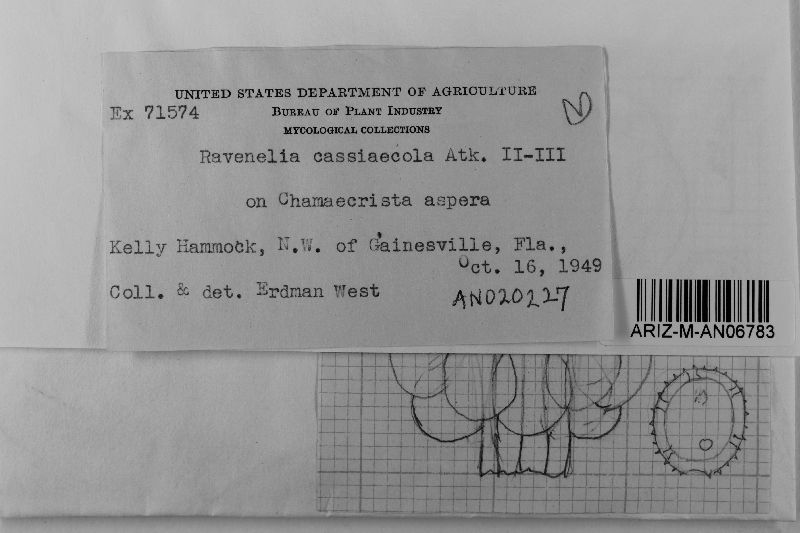 UNITED STATES DEPARTMENT OF AGRICULTURE
Ex 71574
BUREAU OF PLANT INDUSTRY
MYCOLOGICAL COLLECTIONS
Ravenelia cassiaecola Atk. II-III
on Chamaecrista aspera
Kelly Hammock, N.W. of Gainesville, Fla.,
Oct. 16, 1949
Coll. & det. Erdman West
AN020227
ARIZ-M-AN06783